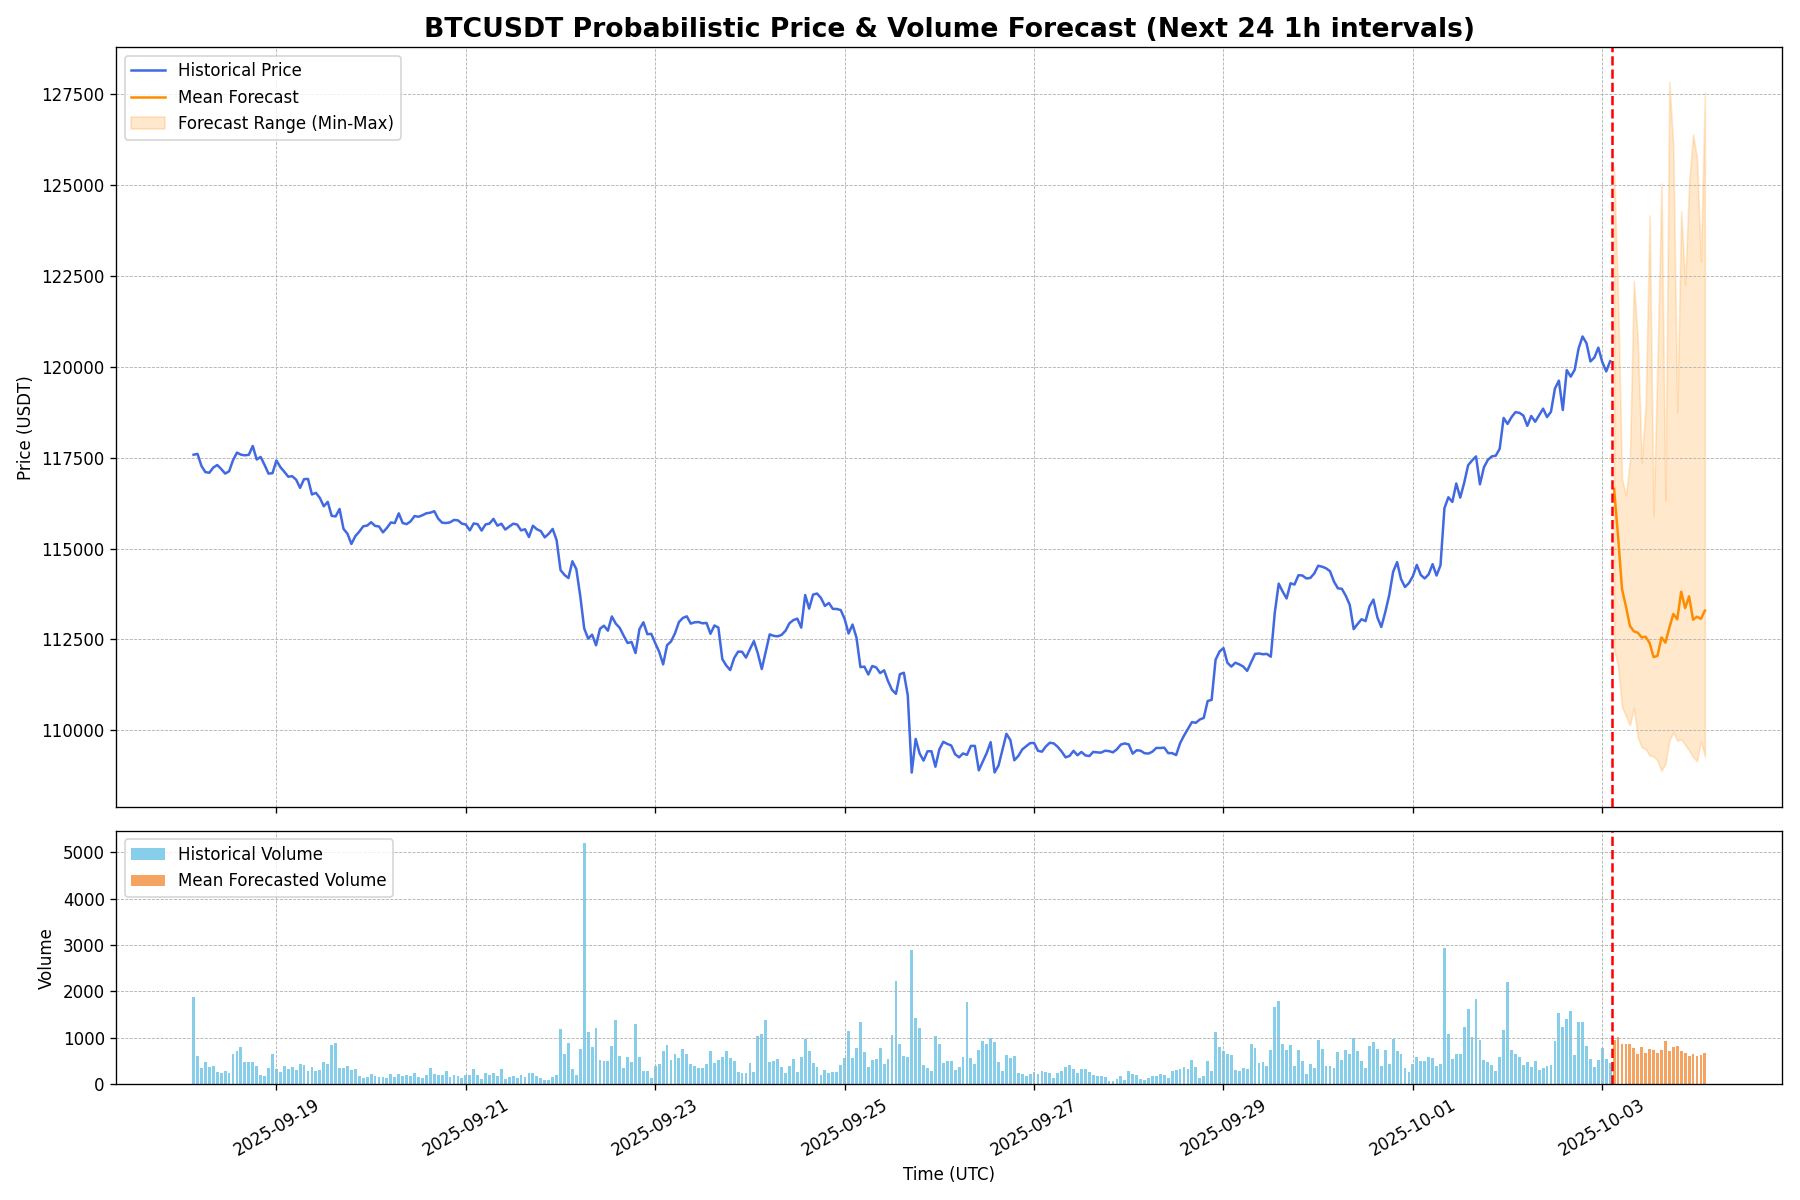 BTCUSDT Probabilistic Price & Volume Forecast (Next 24 1h intervals)
Historical Price
Mean Forecast
Forecast Range (Min-Max)
127500
125000
122500
120000
117500
115000
112500
110000
Price (USDT)
Historical Volume
Mean Forecasted Volume
5000
4000
3000
2000
1000
0
Volume
2025-09-19
2025-09-21
2025-09-23
2025-09-25
2025-09-27
2025-09-29
2025-10-01
2025-10-03
Time (UTC)